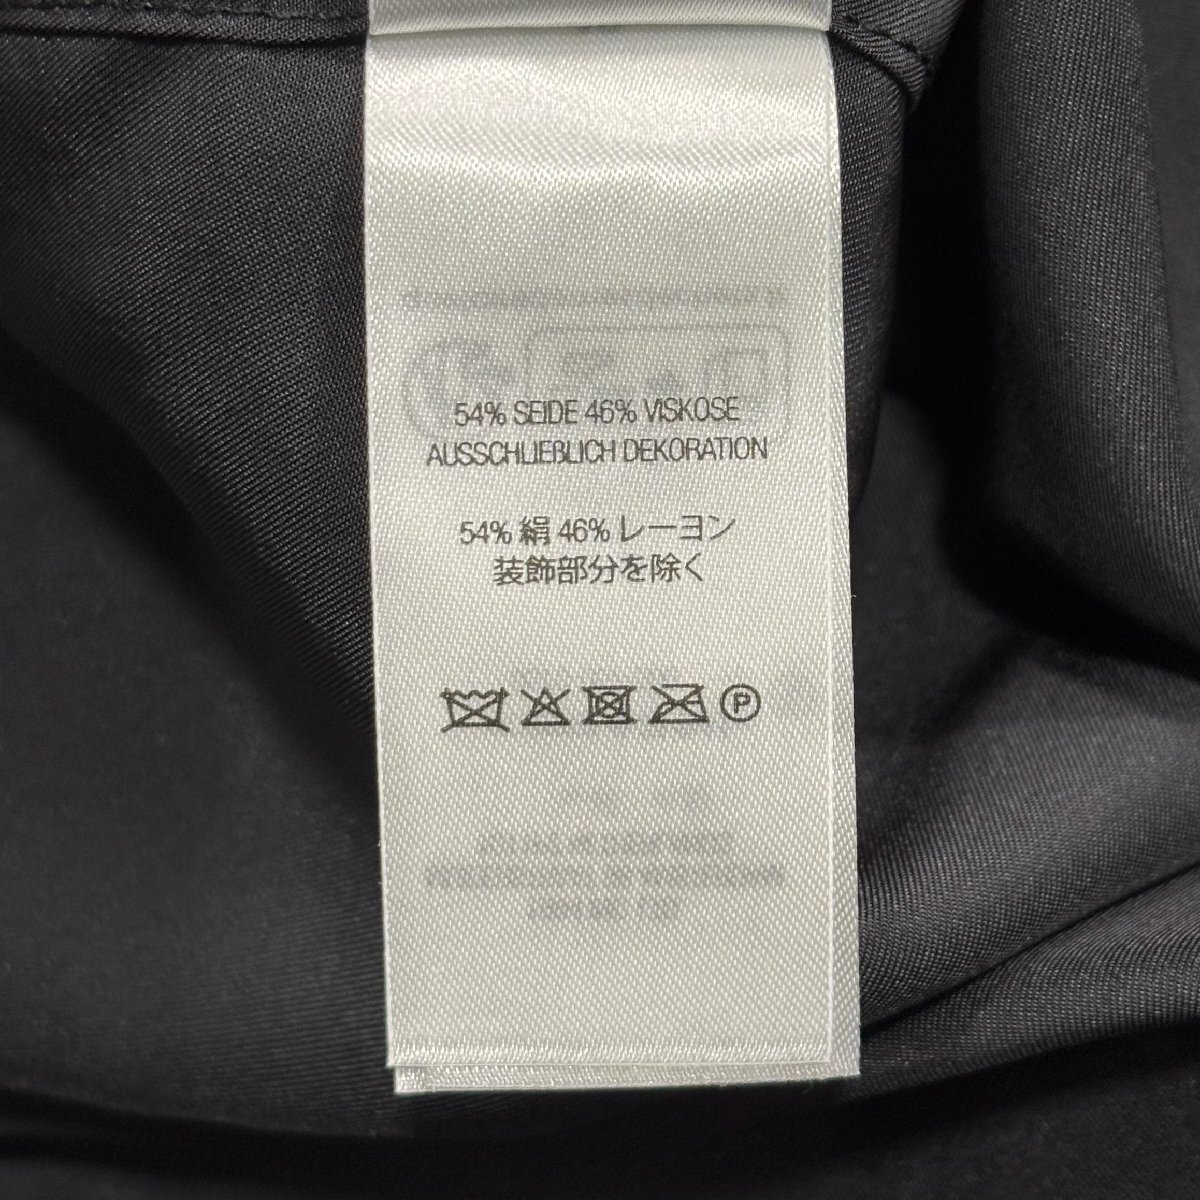 54% SEIDE 46% VISKOSE
AUSSCHLIEßLICH DEKORATION
54% 絹 46% レーヨン
装飾部分を除く
P